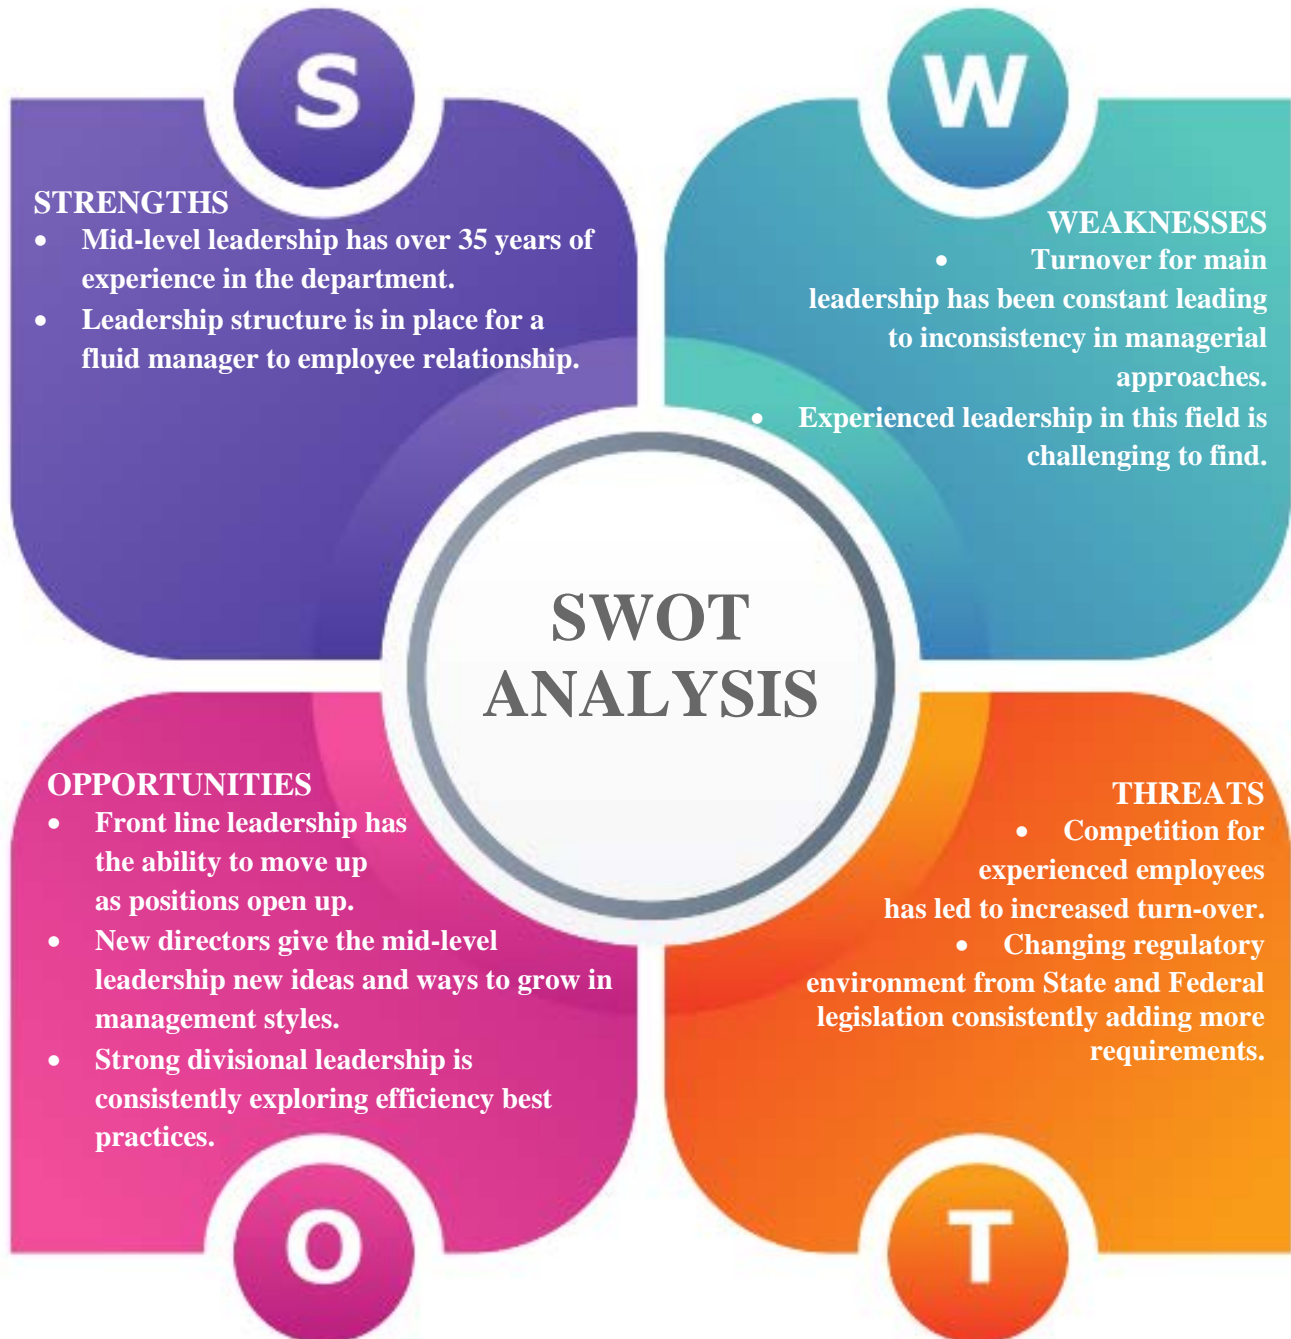 S
STRENGTHS
• Mid-level leadership has over 35 years of
experience in the department.
• Leadership structure is in place for a
fluid manager to employee relationship.
W
WEAKNESSES
• Turnover for main
leadership has been constant leading
to inconsistency in managerial
approaches.
• Experienced leadership in this field is
challenging to find.
SWOT
ANALYSIS
OPPORTUNITIES
• Front line leadership has
the ability to move up
as positions open up.
• New directors give the mid-level
leadership new ideas and ways to grow in
management styles.
• Strong divisional leadership is
consistently exploring efficiency best
practices.
O
THREATS
• Competition for
experienced employees
has led to increased turn-over.
• Changing regulatory
environment from State and Federal
legislation consistently adding more
requirements.
T